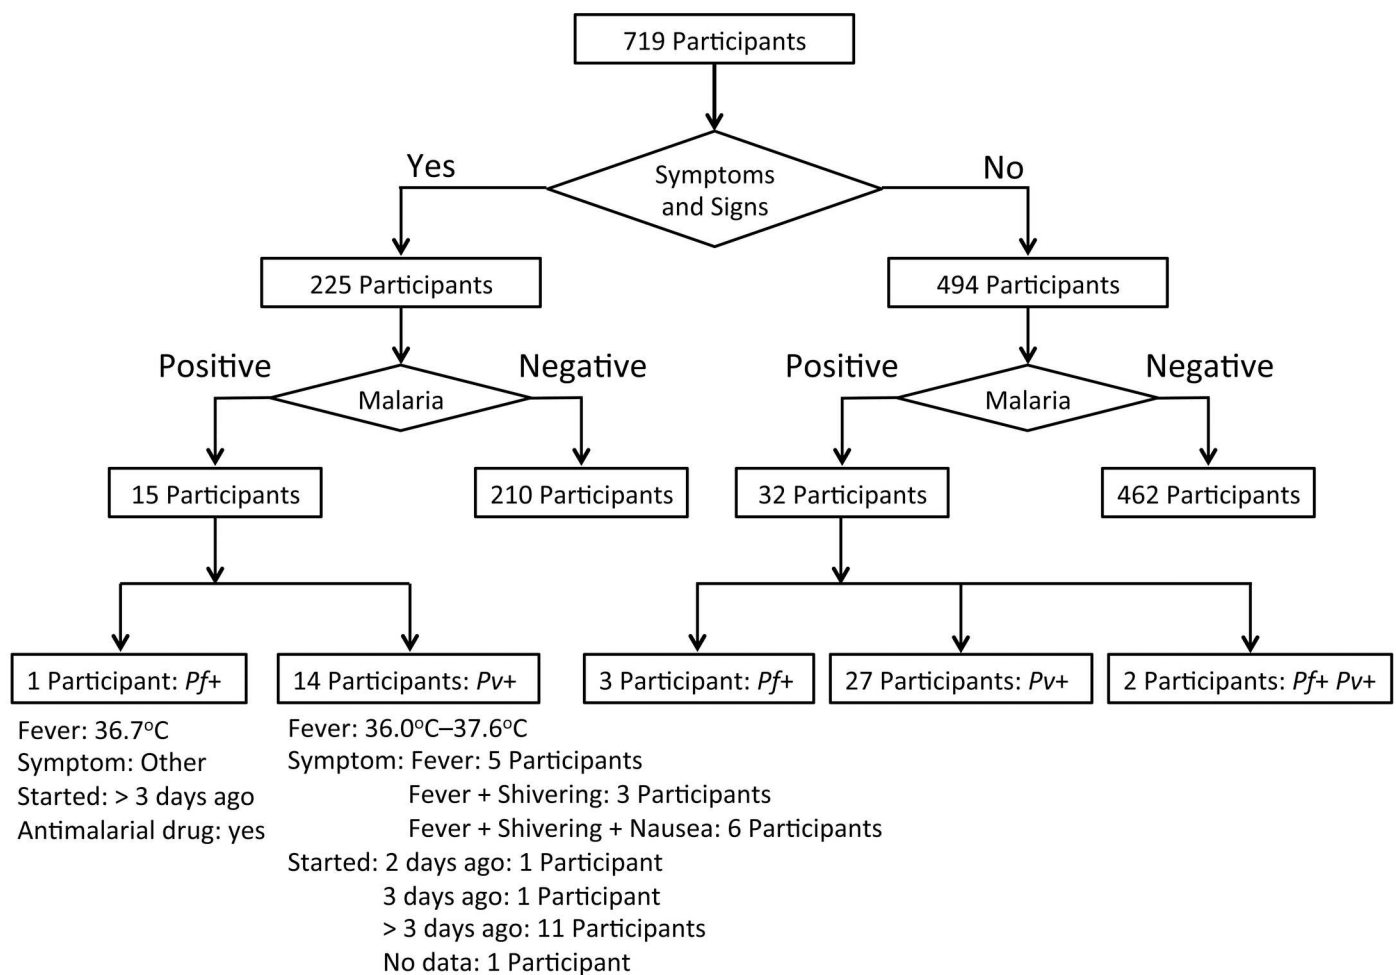 719 Participants
Symptoms
and Signs
Yes
No
225 Participants
494 Participants
Positive
Malaria
Negative
Positive
Malaria
Negative
15 Participants
210 Participants
32 Participants
462 Participants
1 Participant: Pf+
14 Participants: Pv+
3 Participant: Pf+
27 Participants: Pv+
2 Participants: Pf+ Pv+
Fever: 36.7ºC
Symptom: Other
Started: > 3 days ago
Antimalarial drug: yes
Fever: 36.0ºC–37.6ºC
Symptom: Fever: 5 Participants
Fever + Shivering: 3 Participants
Fever + Shivering + Nausea: 6 Participants
Started: 2 days ago: 1 Participant
3 days ago: 1 Participant
> 3 days ago: 11 Participants
No data: 1 Participant